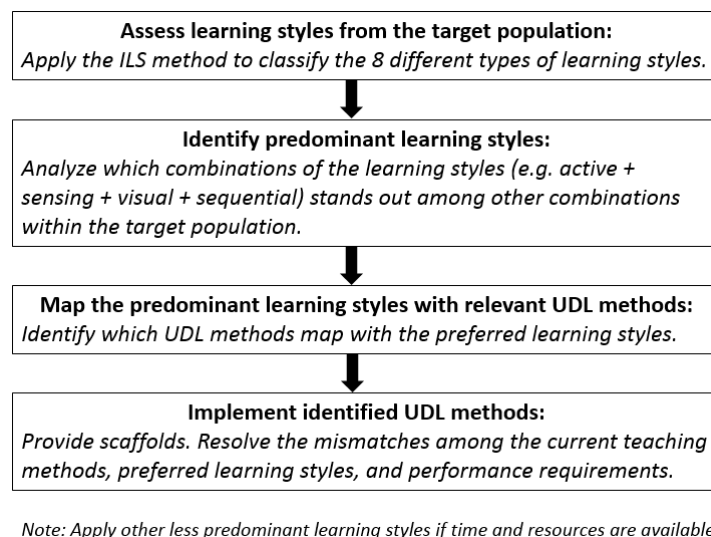 Assess learning styles from the target population:
Apply the ILS method to classify the 8 different types of learning styles.
Identify predominant learning styles:
Analyze which combinations of the learning styles (e.g. active +
sensing + visual + sequential) stands out among other combinations
within the target population.
Map the predominant learning styles with relevant UDL methods:
Identify which UDL methods map with the preferred learning styles.
Implement identified UDL methods:
Provide scaffolds. Resolve the mismatches among the current teaching
methods, preferred learning styles, and performance requirements.
Note: Apply other less predominant learning styles if time and resources are available